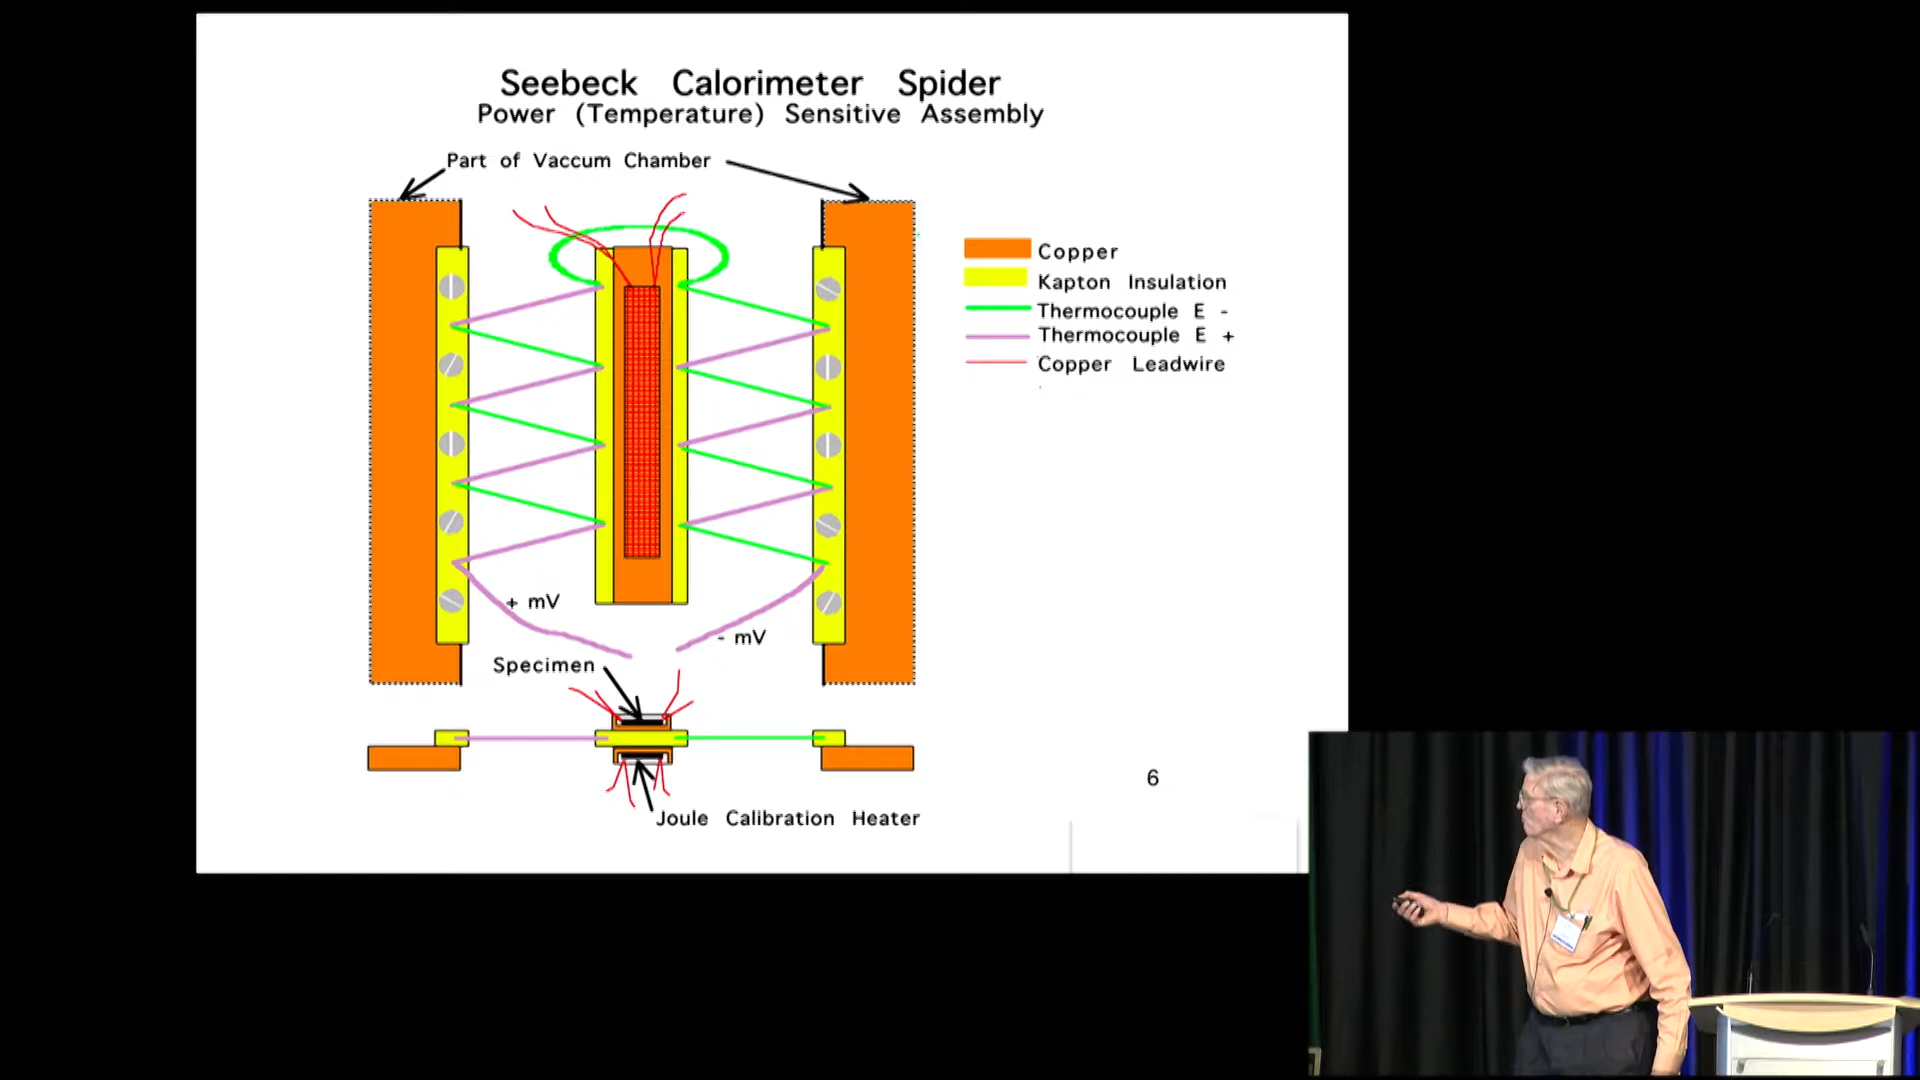 Seebeck Calorimeter Spider
Power (Temperature) Sensitive Assembly
Part of Vaccum Chamber
Copper
Kapton Insulation
Thermocouple E -
Thermocouple E +
Copper Leadwire
+ mV
- mV
Specimen
6
Joule Calibration Heater